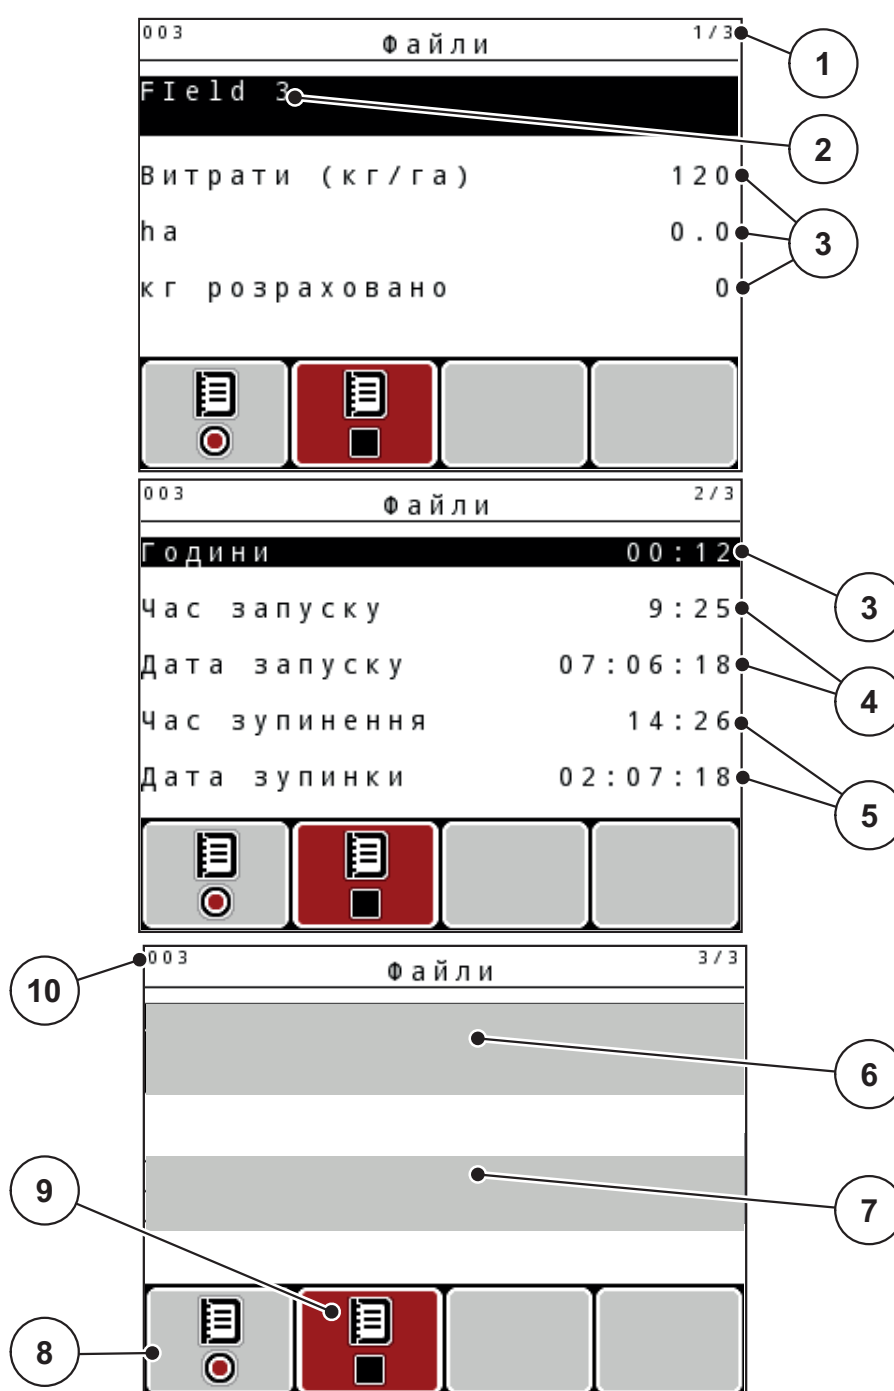 003 Файли 1/3
1
FIeld 3
2
Витрати (кг/га) 120
ha 0.0
3
кг розраховано 0
003 Файли 2/3
Години 00:12
3
Час запуску 9:25
Дата запуску 07:06:18
4
Час зупинення 14:26
Дата зупинки 02:07:18
5
003 Файли 3/3
10
6
9
7
8